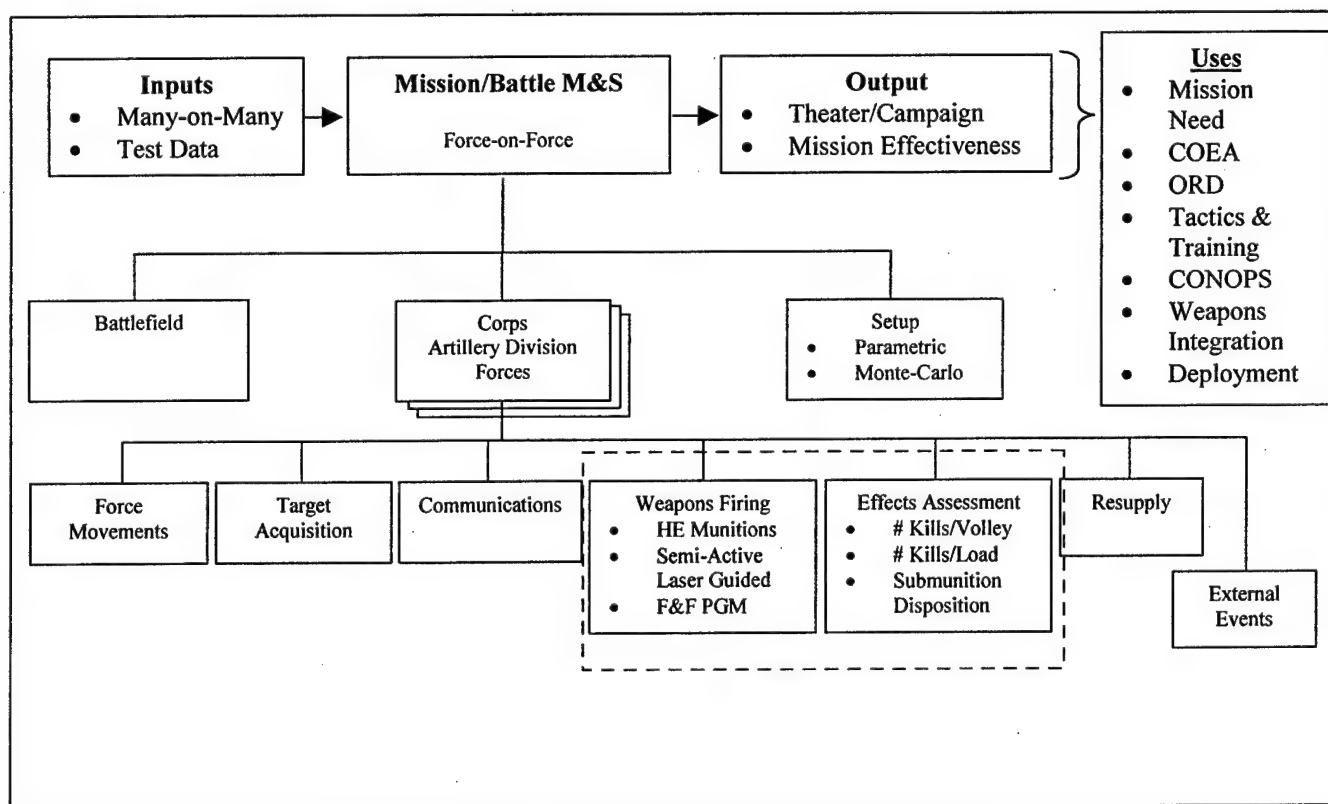 Inputs
• Many-on-Many
• Test Data
Mission/Battle M&S
Force-on-Force
Output
• Theater/Campaign
• Mission Effectiveness
Uses
• Mission
Need
• COEA
• ORD
• Tactics &
Training
• CONOPS
• Weapons
Integration
• Deployment
Battlefield
Corps
Artillery Division
Forces
Setup
• Parametric
• Monte-Carlo
Force
Movements
Target
Acquisition
Communications
Weapons Firing
• HE Munitions
• Semi-Active
Laser Guided
• F&F PGM
Effects Assessment
• # Kills/Volley
• # Kills/Load
• Submunition
Disposition
Resupply
External
Events